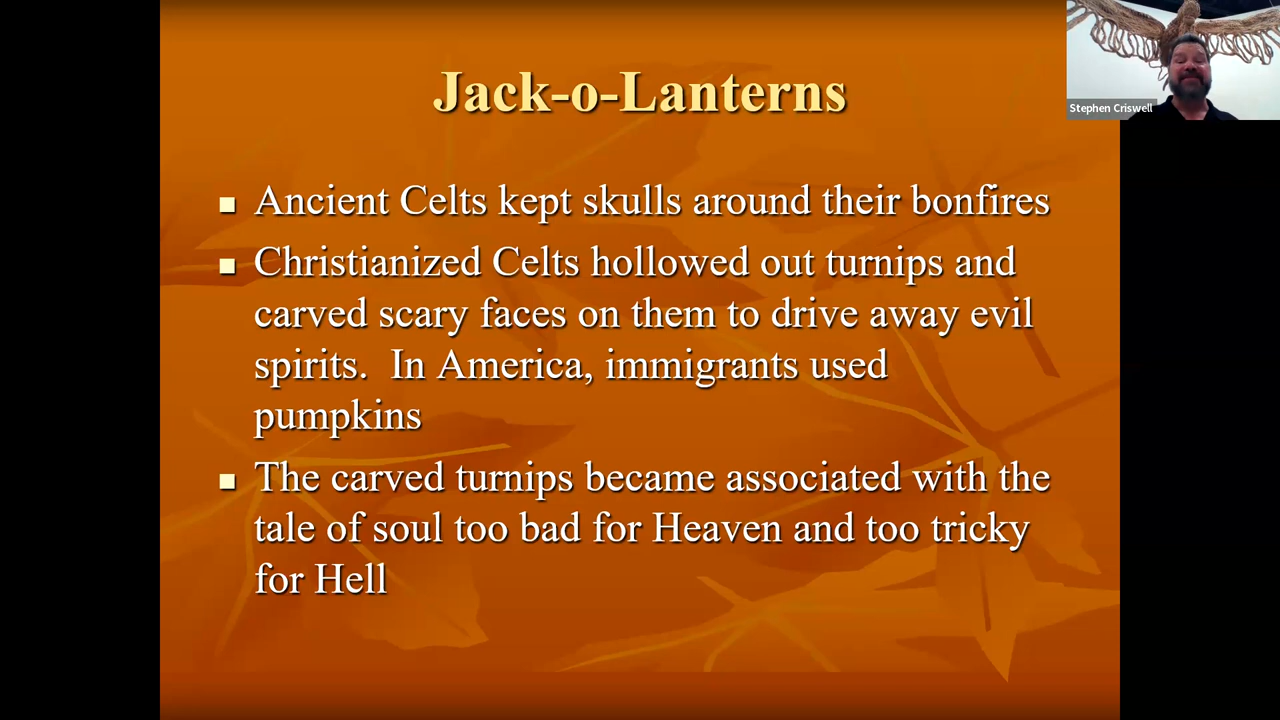 Jack-o-Lanterns
Stephen Criswell
Ancient Celts kept skulls around their bonfires
Christianized Celts hollowed out turnips and
carved scary faces on them to drive away evil
spirits.  In America, immigrants used
pumpkins
The carved turnips became associated with the
tale of soul too bad for Heaven and too tricky
for Hell